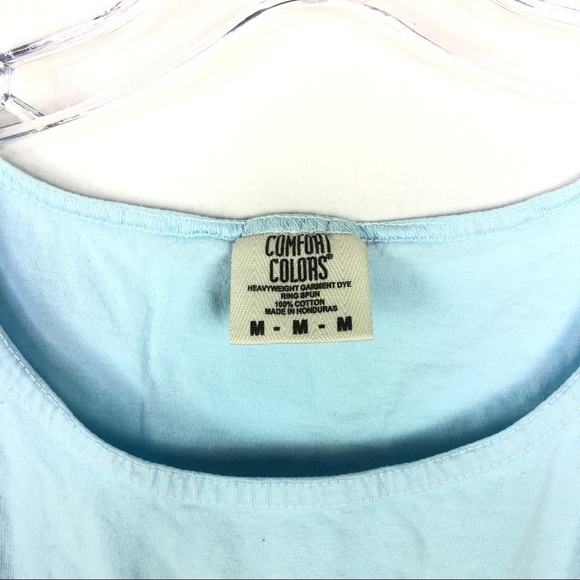 COMFORT
COLORS®
HEAVYWEIGHT GARMENT DYE
RING SPUN
100% COTTON
MADE IN HONDURAS
M - M - M